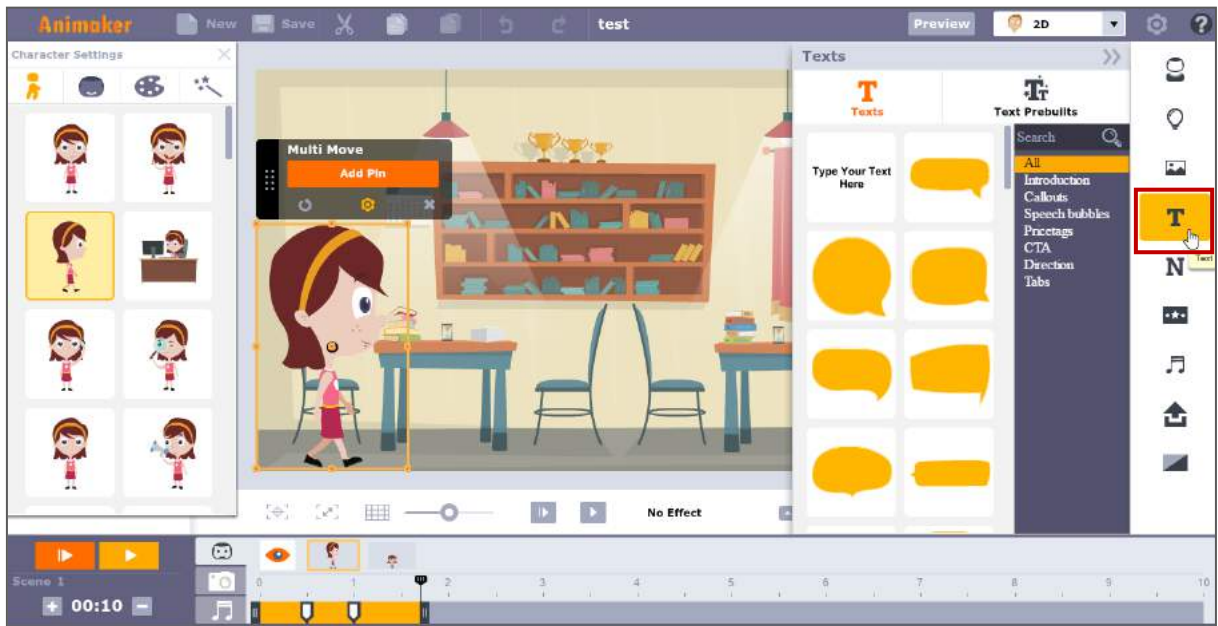 Animaker New Save test Preview 2D ?
Character Settings
Multi Move
Add Pin
Texts
T T
Texts Text Prebuilts
Search
Type Your Text
Here
All
Introduction
Callouts
Speech bubbles
Pricetags
CTA
Direction
Tabs
T
Text
N
No Effect
Scene 1
00:10
0 1 2 3 4 5 6 7 8 9 10